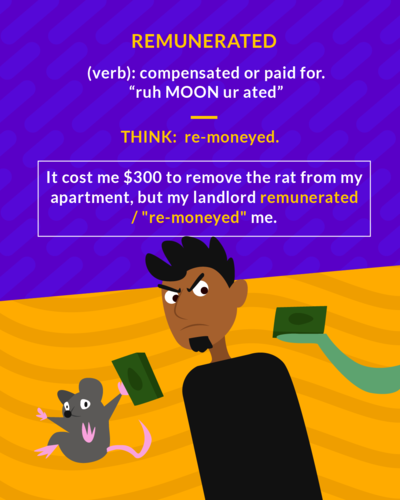 REMUNERATED
(verb): compensated or paid for.
“ruh MOON ur ated”
THINK: re-moneyed.
It cost me $300 to remove the rat from my
apartment, but my landlord remunerated
/ "re-moneyed" me.